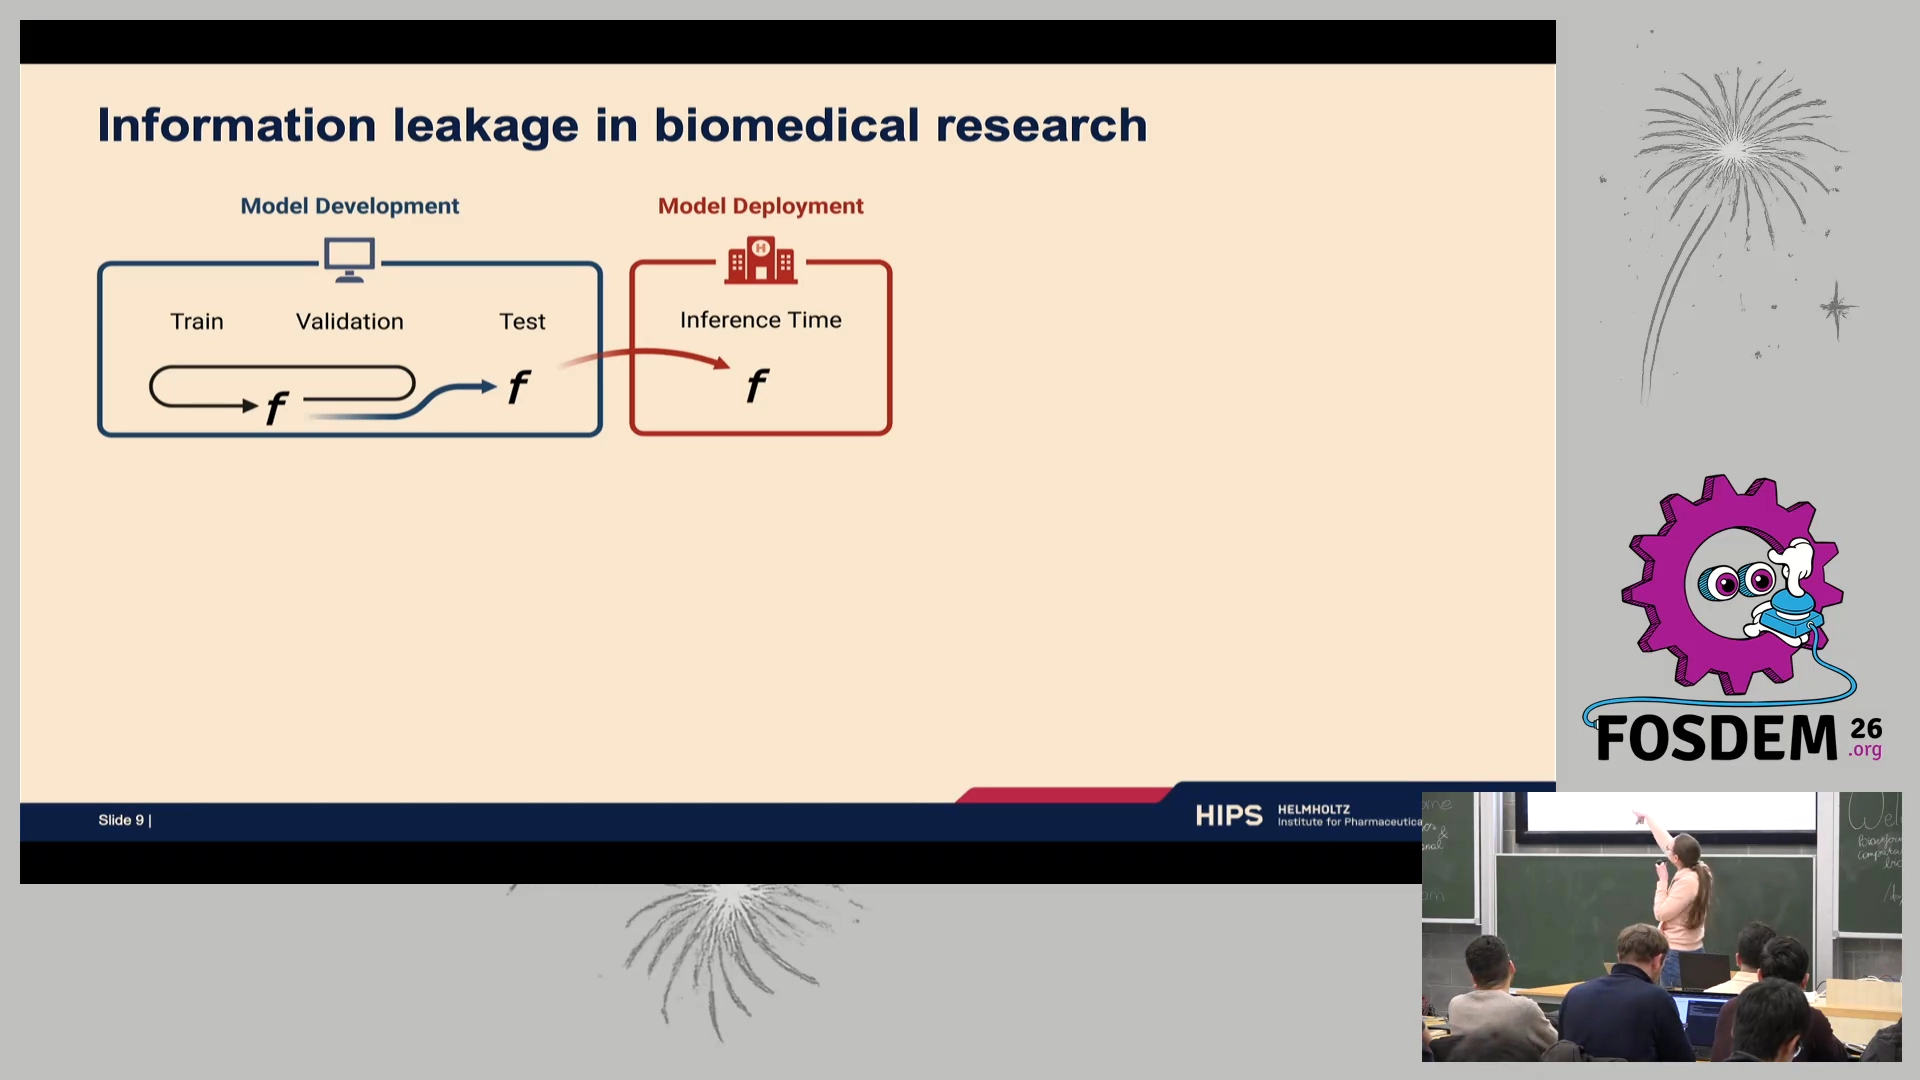 Information leakage in biomedical research
Model Development
Model Deployment
H
Train Validation Test
Inference Time
f
f
f
Slide 9 |
HIPS
HELMHOLTZ
Institute for Pharmaceutica
FOSDEM 26
.org